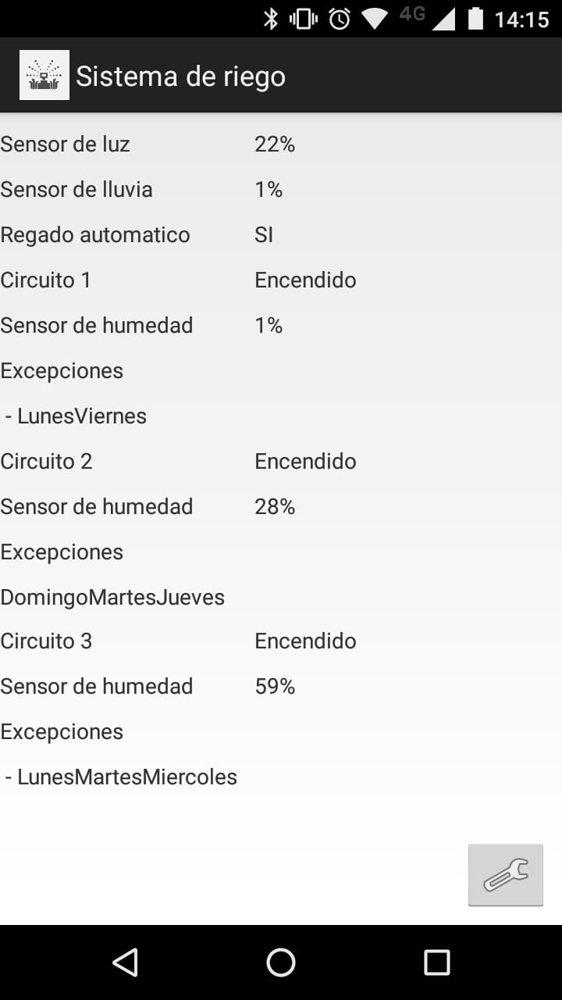 4G 14:15
Sistema de riego
Sensor de luz 22%
Sensor de lluvia 1%
Regado automatico SI
Circuito 1 Encendido
Sensor de humedad 1%
Excepciones
- LunesViernes
Circuito 2 Encendido
Sensor de humedad 28%
Excepciones
DomingoMartesJueves
Circuito 3 Encendido
Sensor de humedad 59%
Excepciones
- LunesMartesMiercoles